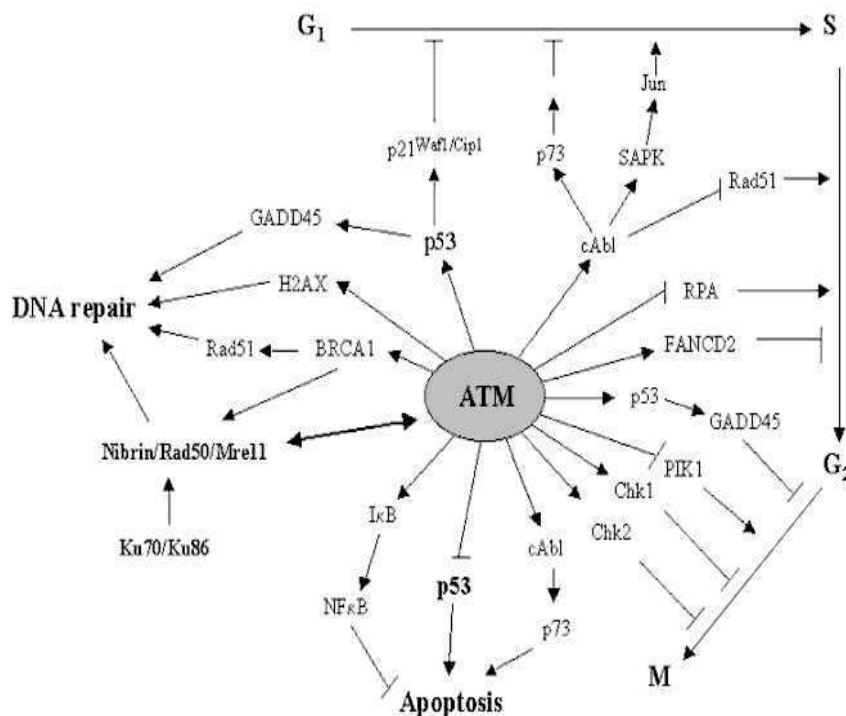 G1 S
Jun
p21Waf1/Cip1 p73 SAPK
Rad51
GADD45 p53 cAbl
H2AX RPA
DNA repair
Rad51 BRCA1 FANCD2
ATM p53
GADD45
Nibrin/Rad50/Mre11 PIK1 G2
Chk1
IκB Chk2
Ku70/Ku86 cAbl
p53
NFκB p73
M
Apoptosis